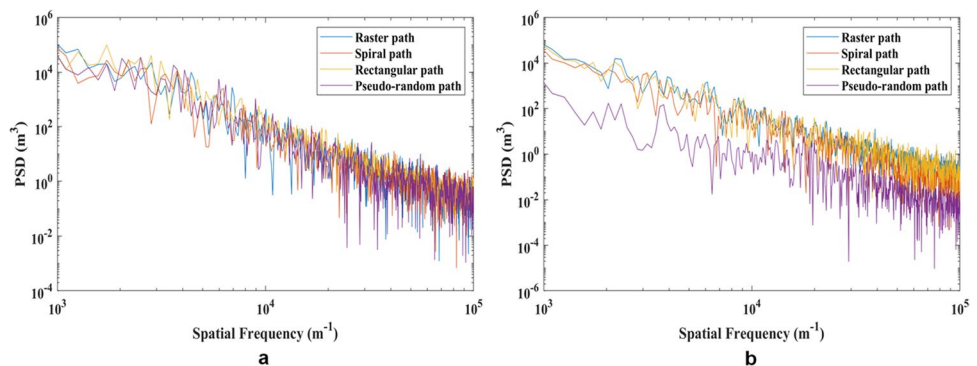 10^6
10^4
10^2
10^0
10^-2
10^-4
PSD (m^3)
Raster path
Spiral path
Rectangular path
Pseudo-random path
10^3
10^4
10^5
Spatial Frequency (m^-1)
a
10^6
10^4
10^2
10^0
10^-2
10^-4
10^-6
PSD (m^3)
Raster path
Spiral path
Rectangular path
Pseudo-random path
10^3
10^4
10^5
Spatial Frequency (m^-1)
b